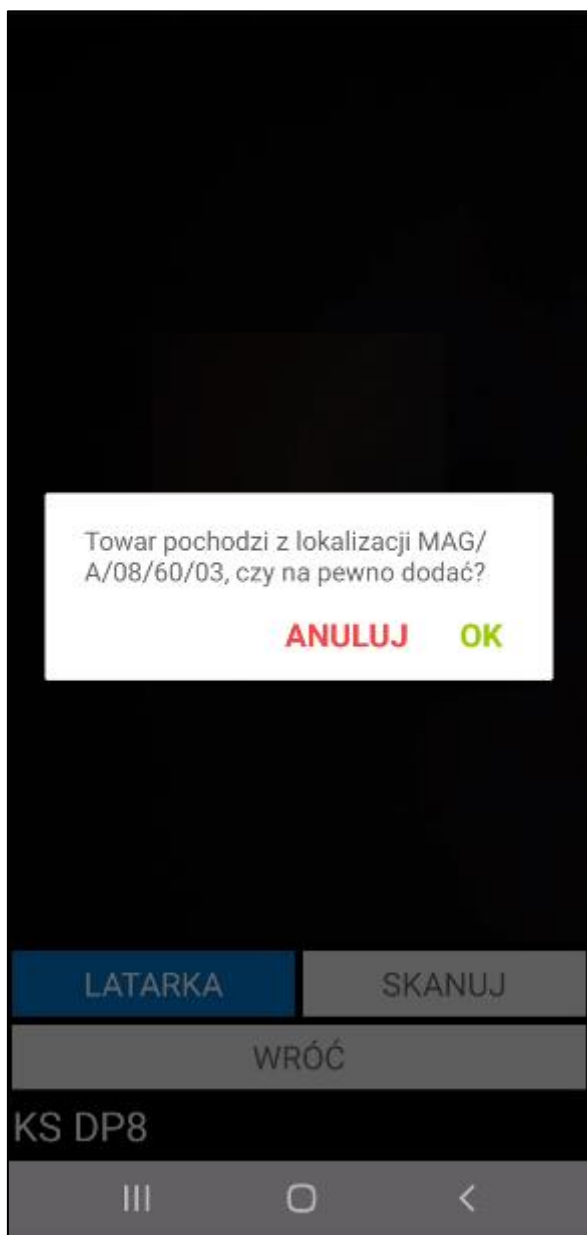 Towar pochodzi z lokalizacji MAG/
A/08/60/03, czy na pewno dodać?
ANULUJ OK
LATARKA SKANUJ
WRÓĆ
KS DP8